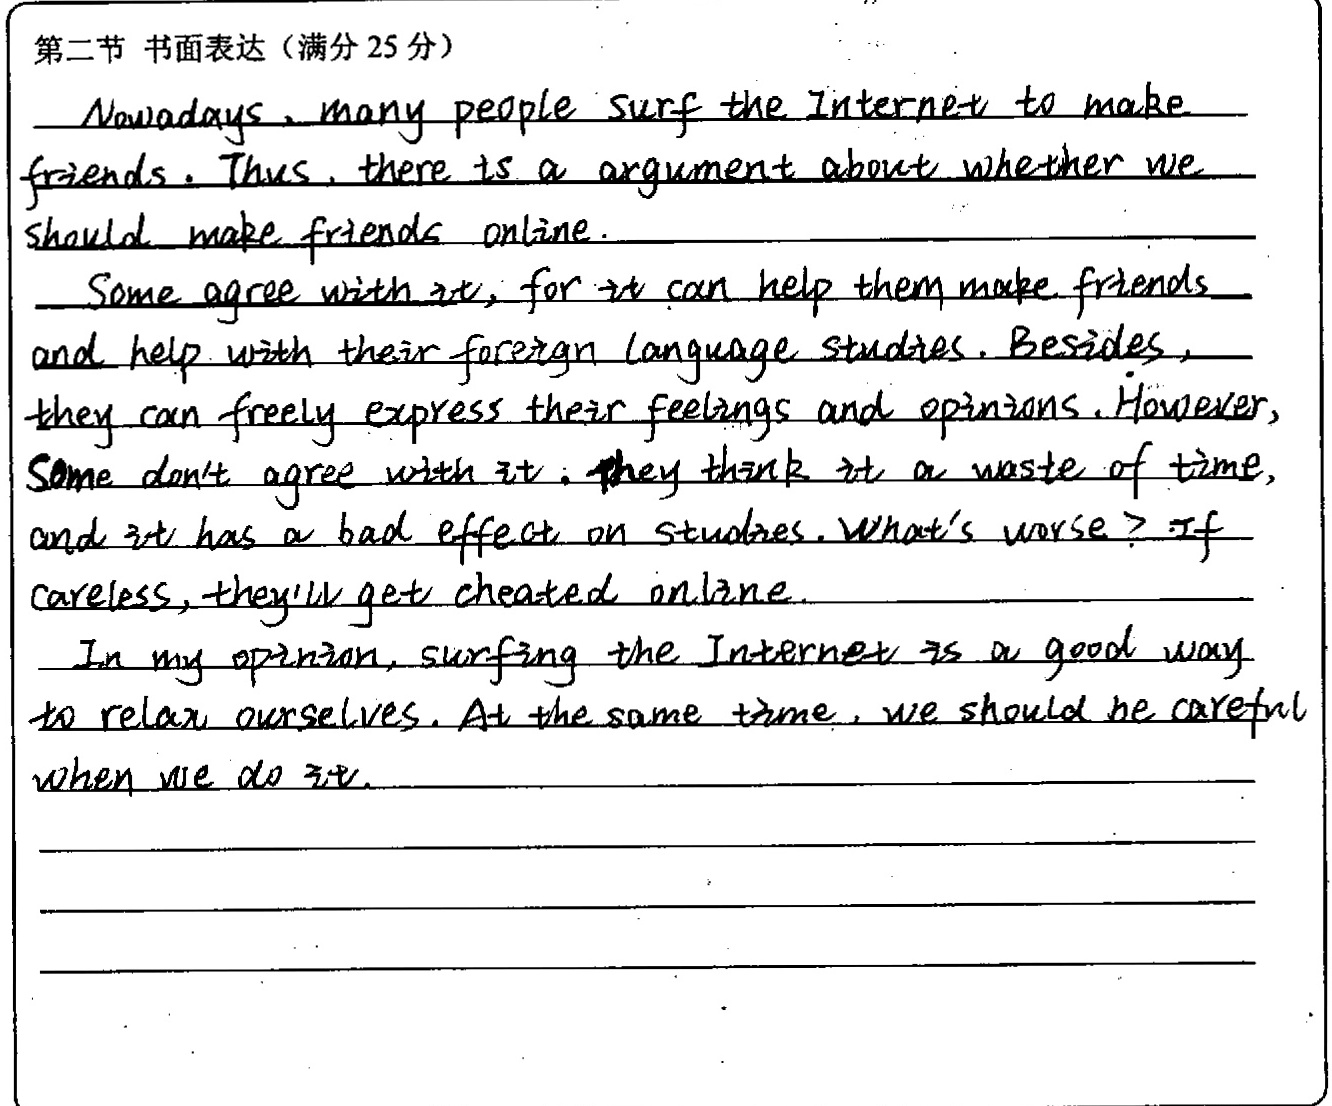 第二节 书面表达（满分 25 分）
Nowadays, many people surf the Internet to make
friends. Thus, there is a argument about whether we
should make friends online.
Some agree with it, for it can help them make friends
and help with their foreign language studies. Besides,
they can freely express their feelings and opinions. However,
Some don't agree with it. They think it a waste of time,
and it has a bad effect on studies. What's worse? If
careless, they'll get cheated online.
In my opinion, surfing the Internet is a good way
to relax ourselves. At the same time, we should be careful
when we do it.